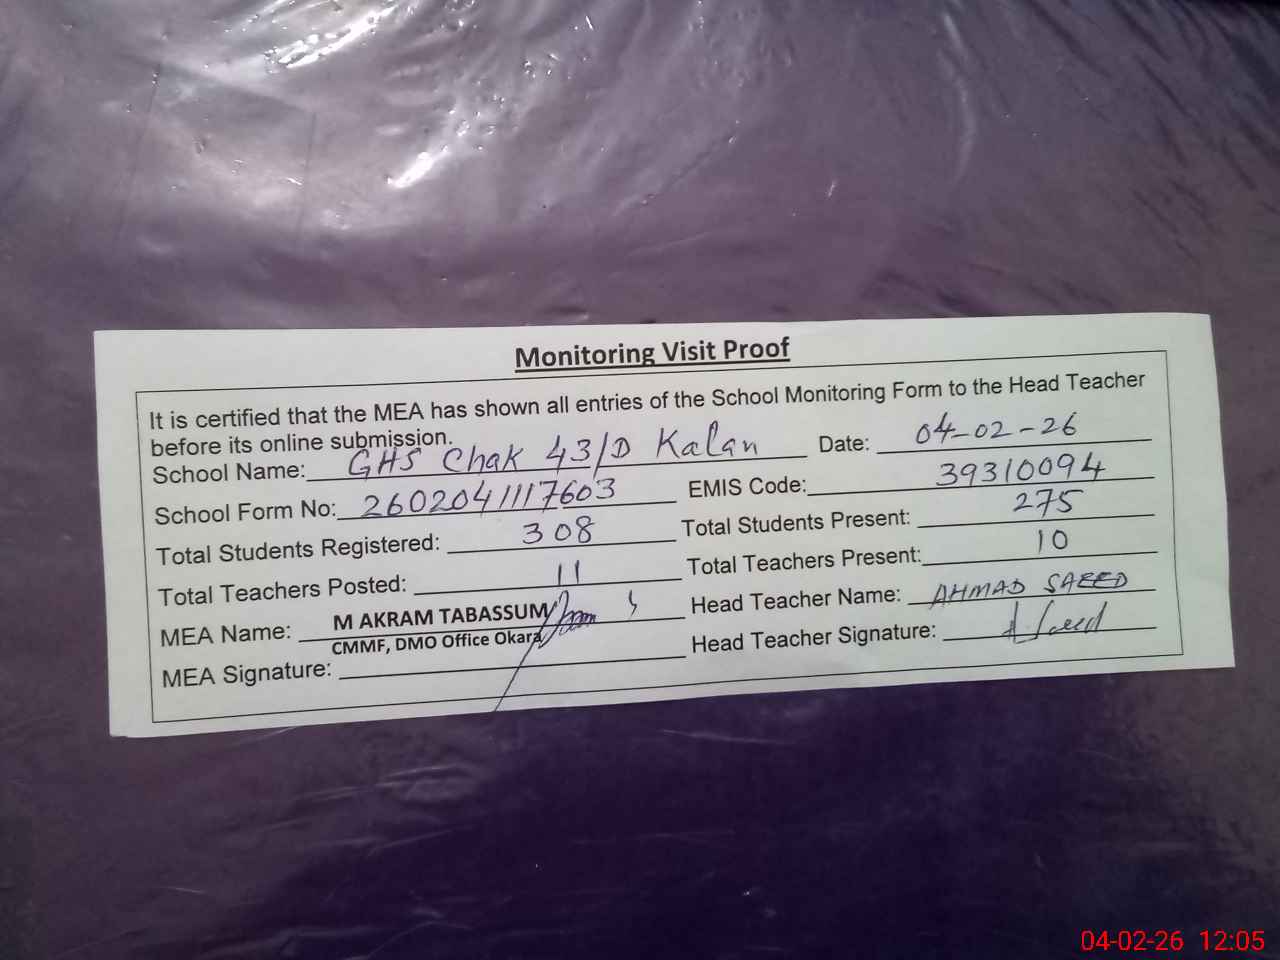 Monitoring Visit Proof
It is certified that the MEA has shown all entries of the School Monitoring Form to the Head Teacher
before its online submission.
School Name: GHS Chak 43/D Kalan Date: 04-02-26
School Form No: 2602041117603 EMIS Code: 39310094
Total Students Registered: 308 Total Students Present: 275
Total Teachers Posted: 11 Total Teachers Present: 10
MEA Name: M AKRAM TABASSUM Head Teacher Name: AHMAD SAEED
CMMF, DMO Office Okara
MEA Signature: Head Teacher Signature: A Saeed
04-02-26 12:05